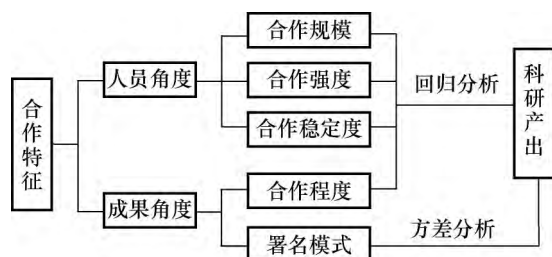 合作特征
人员角度
成果角度
合作规模
合作强度
合作稳定度
合作程度
署名模式
回归分析
方差分析
科研产出